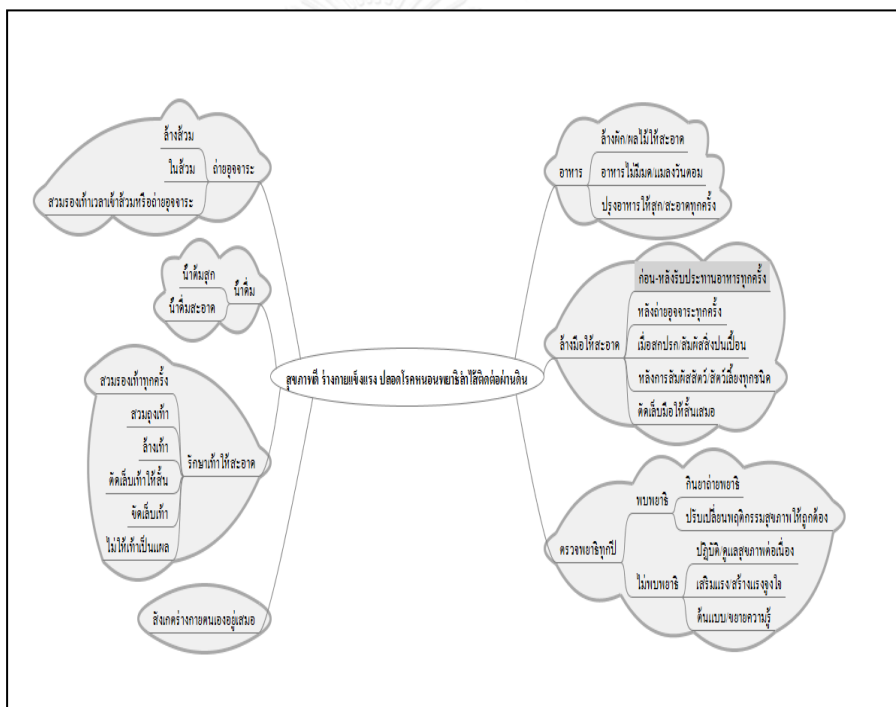 ล้างส้วม
ในส้วม
สวมรองเท้าเวลาเข้าส้วมหรือถ่ายอุจจาระ
ถ่ายอุจจาระ
น้ำต้มสุก
น้ำดื่มสะอาด
น้ำดื่ม
สวมรองเท้าทุกครั้ง
สวมถุงเท้า
ล้างเท้า
ตัดเล็บเท้าให้สั้น
ขัดเล็บเท้า
ไม่ให้เท้าเป็นแผล
รักษาเท้าให้สะอาด
สังเกตร่างกายตนเองอยู่เสมอ
สุขภาพดี ร่างกายแข็งแรง ปลอดโรคหนอนพยาธิลำไส้ติดต่อผ่านดิน
อาหาร
ล้างผัก/ผลไม้ให้สะอาด
อาหารไม่มีมด/แมลงวันตอม
ปรุงอาหารให้สุก/สะอาดทุกครั้ง
ล้างมือให้สะอาด
ก่อน-หลังรับประทานอาหารทุกครั้ง
หลังถ่ายอุจจาระทุกครั้ง
เมื่อสกปรก/สัมผัสสิ่งปนเปื้อน
หลังการสัมผัสสัตว์/สัตว์เลี้ยงทุกชนิด
ตัดเล็บมือให้สั้นเสมอ
ตรวจพยาธิทุกปี
พบพยาธิ
กินยาถ่ายพยาธิ
ปรับเปลี่ยนพฤติกรรมสุขภาพให้ถูกต้อง
ไม่พบพยาธิ
ปฏิบัติ/ดูแลสุขภาพต่อเนื่อง
เสริมแรง/สร้างแรงจูงใจ
ต้นแบบ/ขยายความรู้